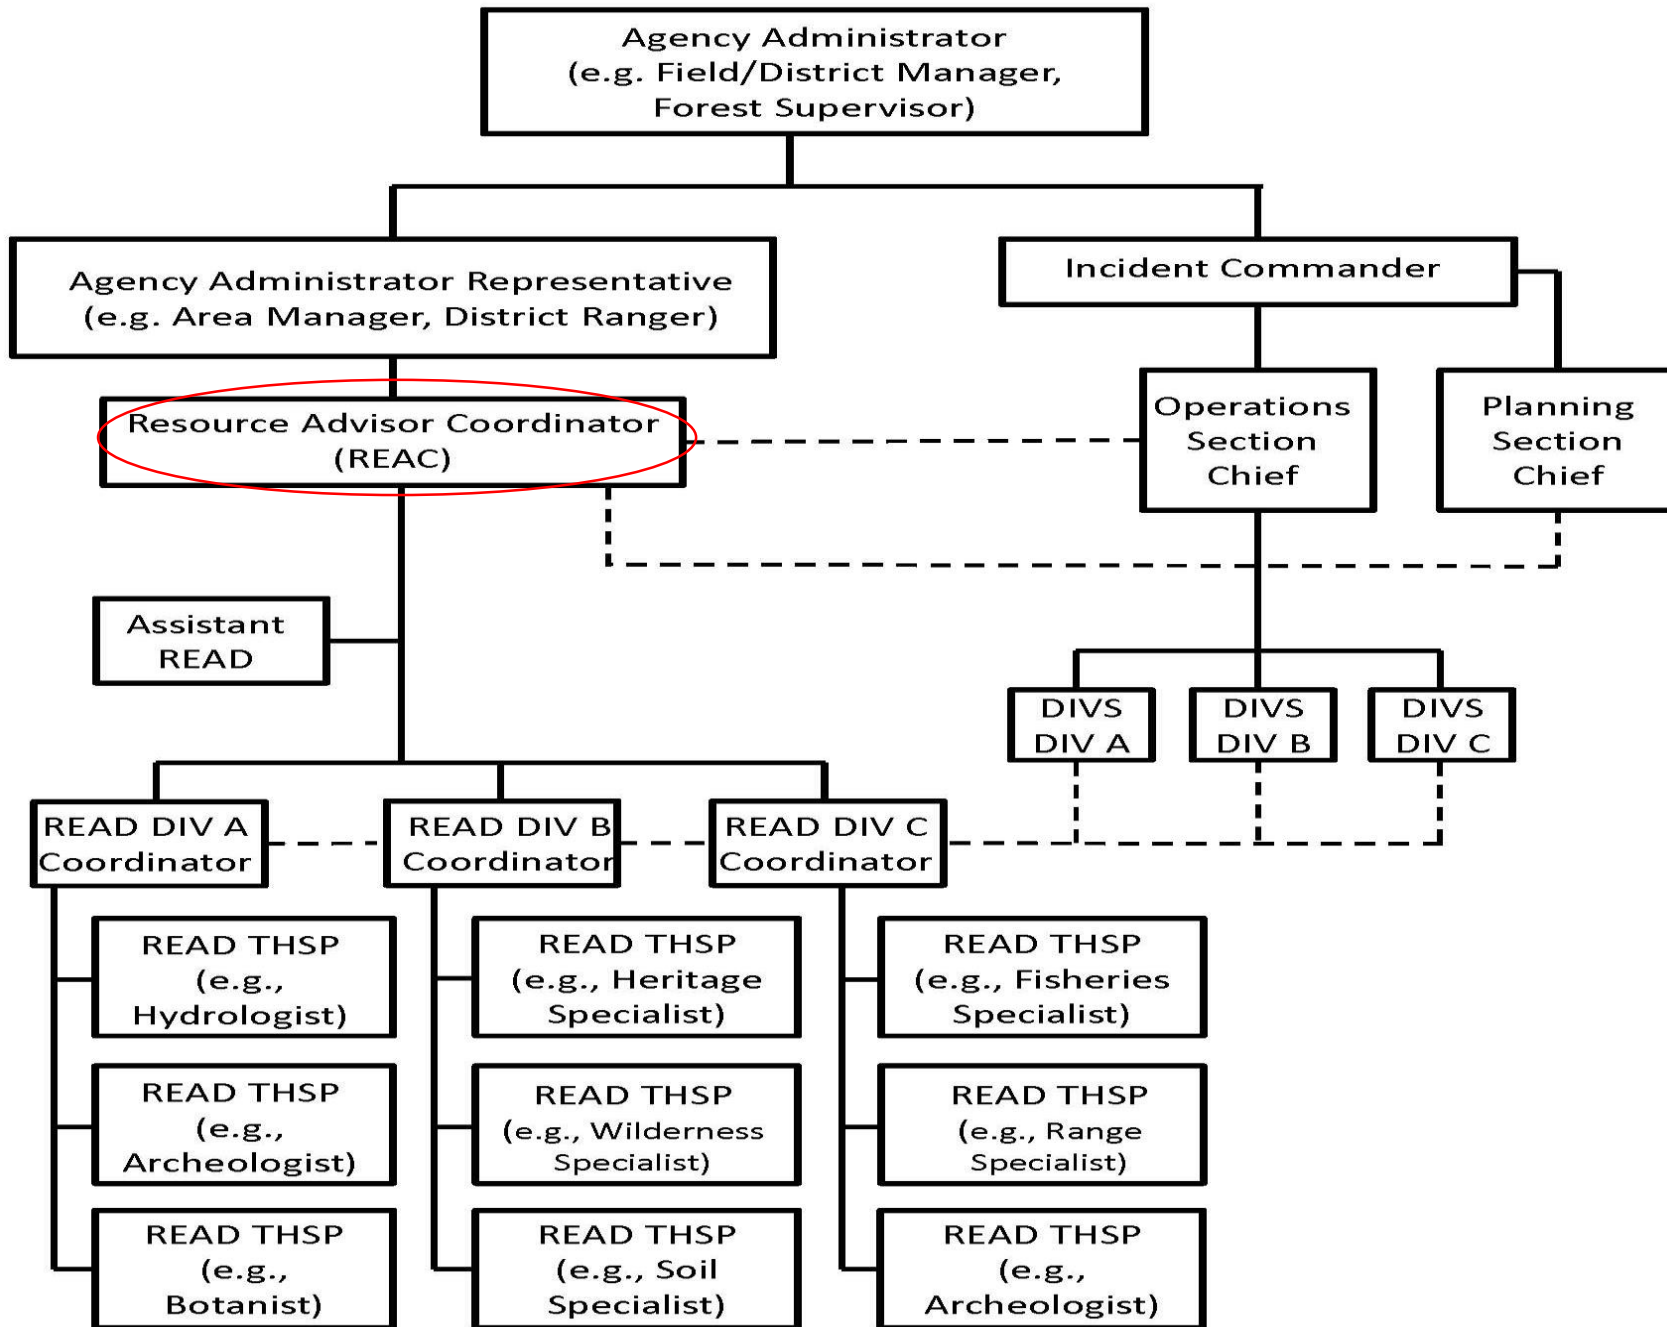 Agency Administrator
(e.g. Field/District Manager,
Forest Supervisor)
Agency Administrator Representative
(e.g. Area Manager, District Ranger)
Incident Commander
Resource Advisor Coordinator
(REAC)
Operations
Section
Chief
Planning
Section
Chief
Assistant
READ
DIVS
DIV A
DIVS
DIV B
DIVS
DIV C
READ DIV A
Coordinator
READ DIV B
Coordinator
READ DIV C
Coordinator
READ THSP
(e.g.,
Hydrologist)
READ THSP
(e.g., Heritage
Specialist)
READ THSP
(e.g., Fisheries
Specialist)
READ THSP
(e.g.,
Archeologist)
READ THSP
(e.g., Wilderness
Specialist)
READ THSP
(e.g., Range
Specialist)
READ THSP
(e.g.,
Botanist)
READ THSP
(e.g., Soil
Specialist)
READ THSP
(e.g.,
Archeologist)